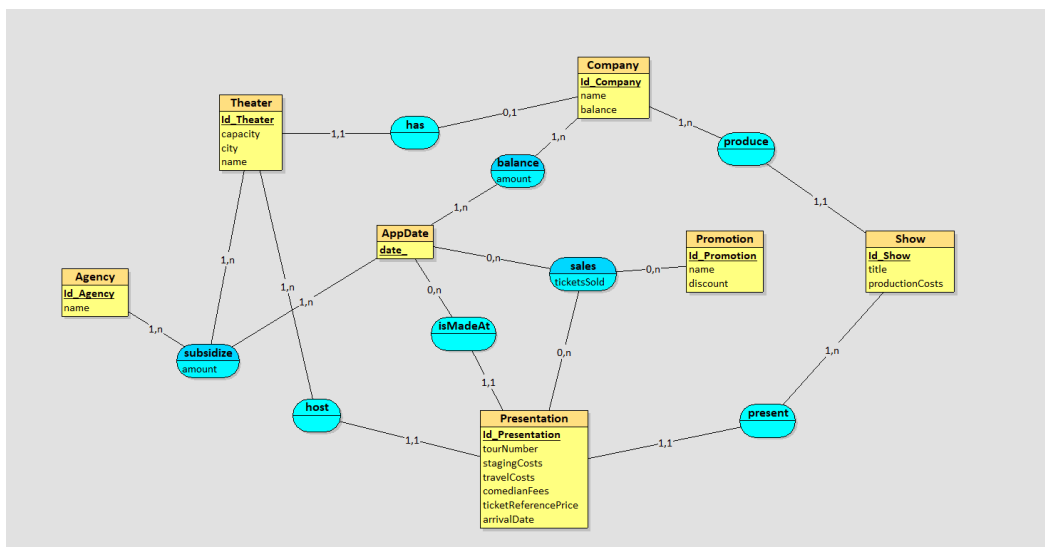 Company
Id_Company
name
balance
Theater
Id_Theater
capacity
city
name
0,1
has
1,1
1,n
produce
1,n
balance
amount
1,n
1,1
AppDate
date_
Promotion
Id_Promotion
name
discount
Show
Id_Show
title
productionCosts
0,n
sales
ticketsSold
0,n
1,n
Agency
Id_Agency
name
1,n
0,n
1,n
1,n
isMadeAt
subsidize
amount
0,n
1,n
1,1
host
present
Presentation
Id_Presentation
tourNumber
stagingCosts
travelCosts
comedianFees
ticketReferencePrice
arrivalDate
1,1
1,1